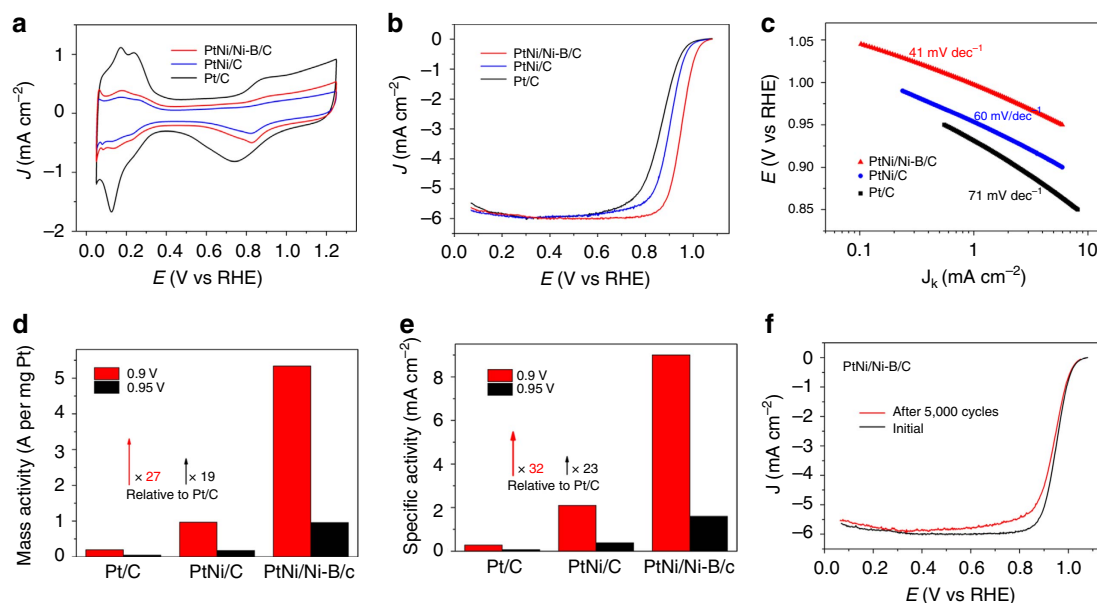 a
1
0
−1
−2
J (mA cm−2)
PtNi/Ni-B/C
PtNi/C
Pt/C
0.0 0.2 0.4 0.6 0.8 1.0 1.2
E (V vs RHE)
b
0
−1
−2
−3
−4
−5
−6
J (mA cm−2)
PtNi/Ni-B/C
PtNi/C
Pt/C
0.0 0.2 0.4 0.6 0.8 1.0
E (V vs RHE)
c
1.05
1.00
0.95
0.90
0.85
E (V vs RHE)
41 mV dec−1
60 mV/dec−1
71 mV dec−1
PtNi/Ni-B/C
PtNi/C
Pt/C
0.1 1 10
Jk (mA cm−2)
d
5
4
3
2
1
0
Mass activity (A per mg Pt)
0.9 V
0.95 V
× 27 × 19
Relative to Pt/C
Pt/C PtNi/C PtNi/Ni-B/c
e
8
6
4
2
0
Specific activity (mA cm−2)
0.9 V
0.95 V
× 32 × 23
Relative to Pt/C
Pt/C PtNi/C PtNi/Ni-B/c
f
0
−1
−2
−3
−4
−5
−6
J (mA cm−2)
PtNi/Ni-B/C
After 5,000 cycles
Initial
0.0 0.2 0.4 0.6 0.8 1.0
E (V vs RHE)